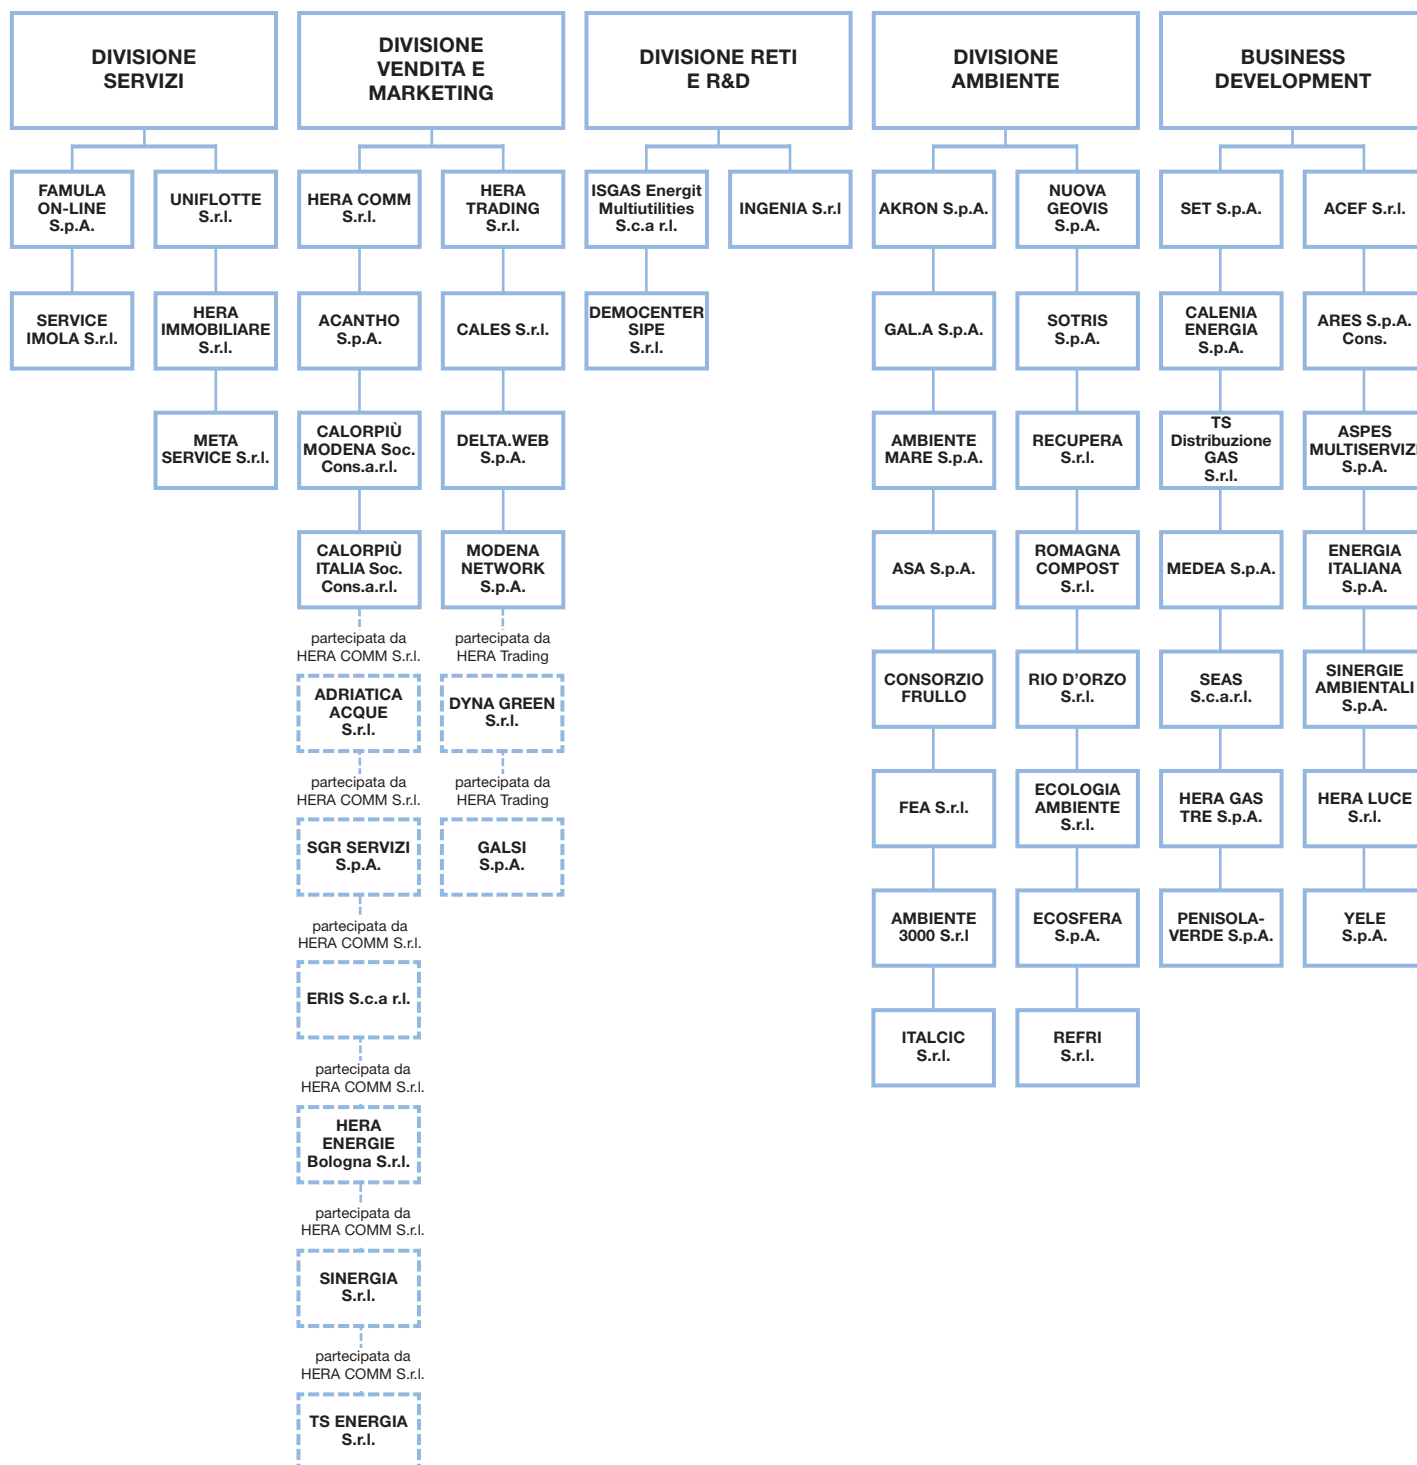 DIVISIONE
SERVIZI
DIVISIONE
VENDITA E
MARKETING
DIVISIONE RETI
E R&D
DIVISIONE
AMBIENTE
BUSINESS
DEVELOPMENT
FAMULA
ON-LINE
S.p.A.
UNIFLOTTE
S.r.l.
HERA COMM
S.r.l.
HERA
TRADING
S.r.l.
ISGAS Energit
Multiutilities
S.c.a r.l.
INGENIA S.r.l
AKRON S.p.A.
NUOVA
GEOVIS
S.p.A.
SET S.p.A.
ACEF S.r.l.
SERVICE
IMOLA S.r.l.
HERA
IMMOBILIARE
S.r.l.
ACANTHO
S.p.A.
CALES S.r.l.
DEMOCENTER
SIPE
S.r.l.
GAL.A S.p.A.
SOTRIS
S.p.A.
CALENIA
ENERGIA
S.p.A.
ARES S.p.A.
Cons.
META
SERVICE S.r.l.
CALORPIÙ
MODENA Soc.
Cons.a.r.l.
DELTA.WEB
S.p.A.
AMBIENTE
MARE S.p.A.
RECUPERA
S.r.l.
TS
Distribuzione
GAS
S.r.l.
ASPES
MULTISERVIZI
S.p.A.
CALORPIÙ
ITALIA Soc.
Cons.a.r.l.
MODENA
NETWORK
S.p.A.
ASA S.p.A.
ROMAGNA
COMPOST
S.r.l.
MEDEA S.p.A.
ENERGIA
ITALIANA
S.p.A.
partecipata da
HERA COMM S.r.l.
partecipata da
HERA Trading
ADRIATICA
ACQUE
S.r.l.
DYNA GREEN
S.r.l.
CONSORZIO
FRULLO
RIO D'ORZO
S.r.l.
SEAS
S.c.a.r.l.
SINERGIE
AMBIENTALI
S.p.A.
partecipata da
HERA COMM S.r.l.
partecipata da
HERA Trading
SGR SERVIZI
S.p.A.
GALSI
S.p.A.
FEA S.r.l.
ECOLOGIA
AMBIENTE
S.r.l.
HERA GAS
TRE S.p.A.
HERA LUCE
S.r.l.
partecipata da
HERA COMM S.r.l.
AMBIENTE
3000 S.r.l
ECOSFERA
S.p.A.
PENISOLA-
VERDE S.p.A.
YELE
S.p.A.
ERIS S.c.a r.l.
ITALCIC
S.r.l.
REFRI
S.r.l.
partecipata da
HERA COMM S.r.l.
HERA
ENERGIE
Bologna S.r.l.
partecipata da
HERA COMM S.r.l.
SINERGIA
S.r.l.
partecipata da
HERA COMM S.r.l.
TS ENERGIA
S.r.l.